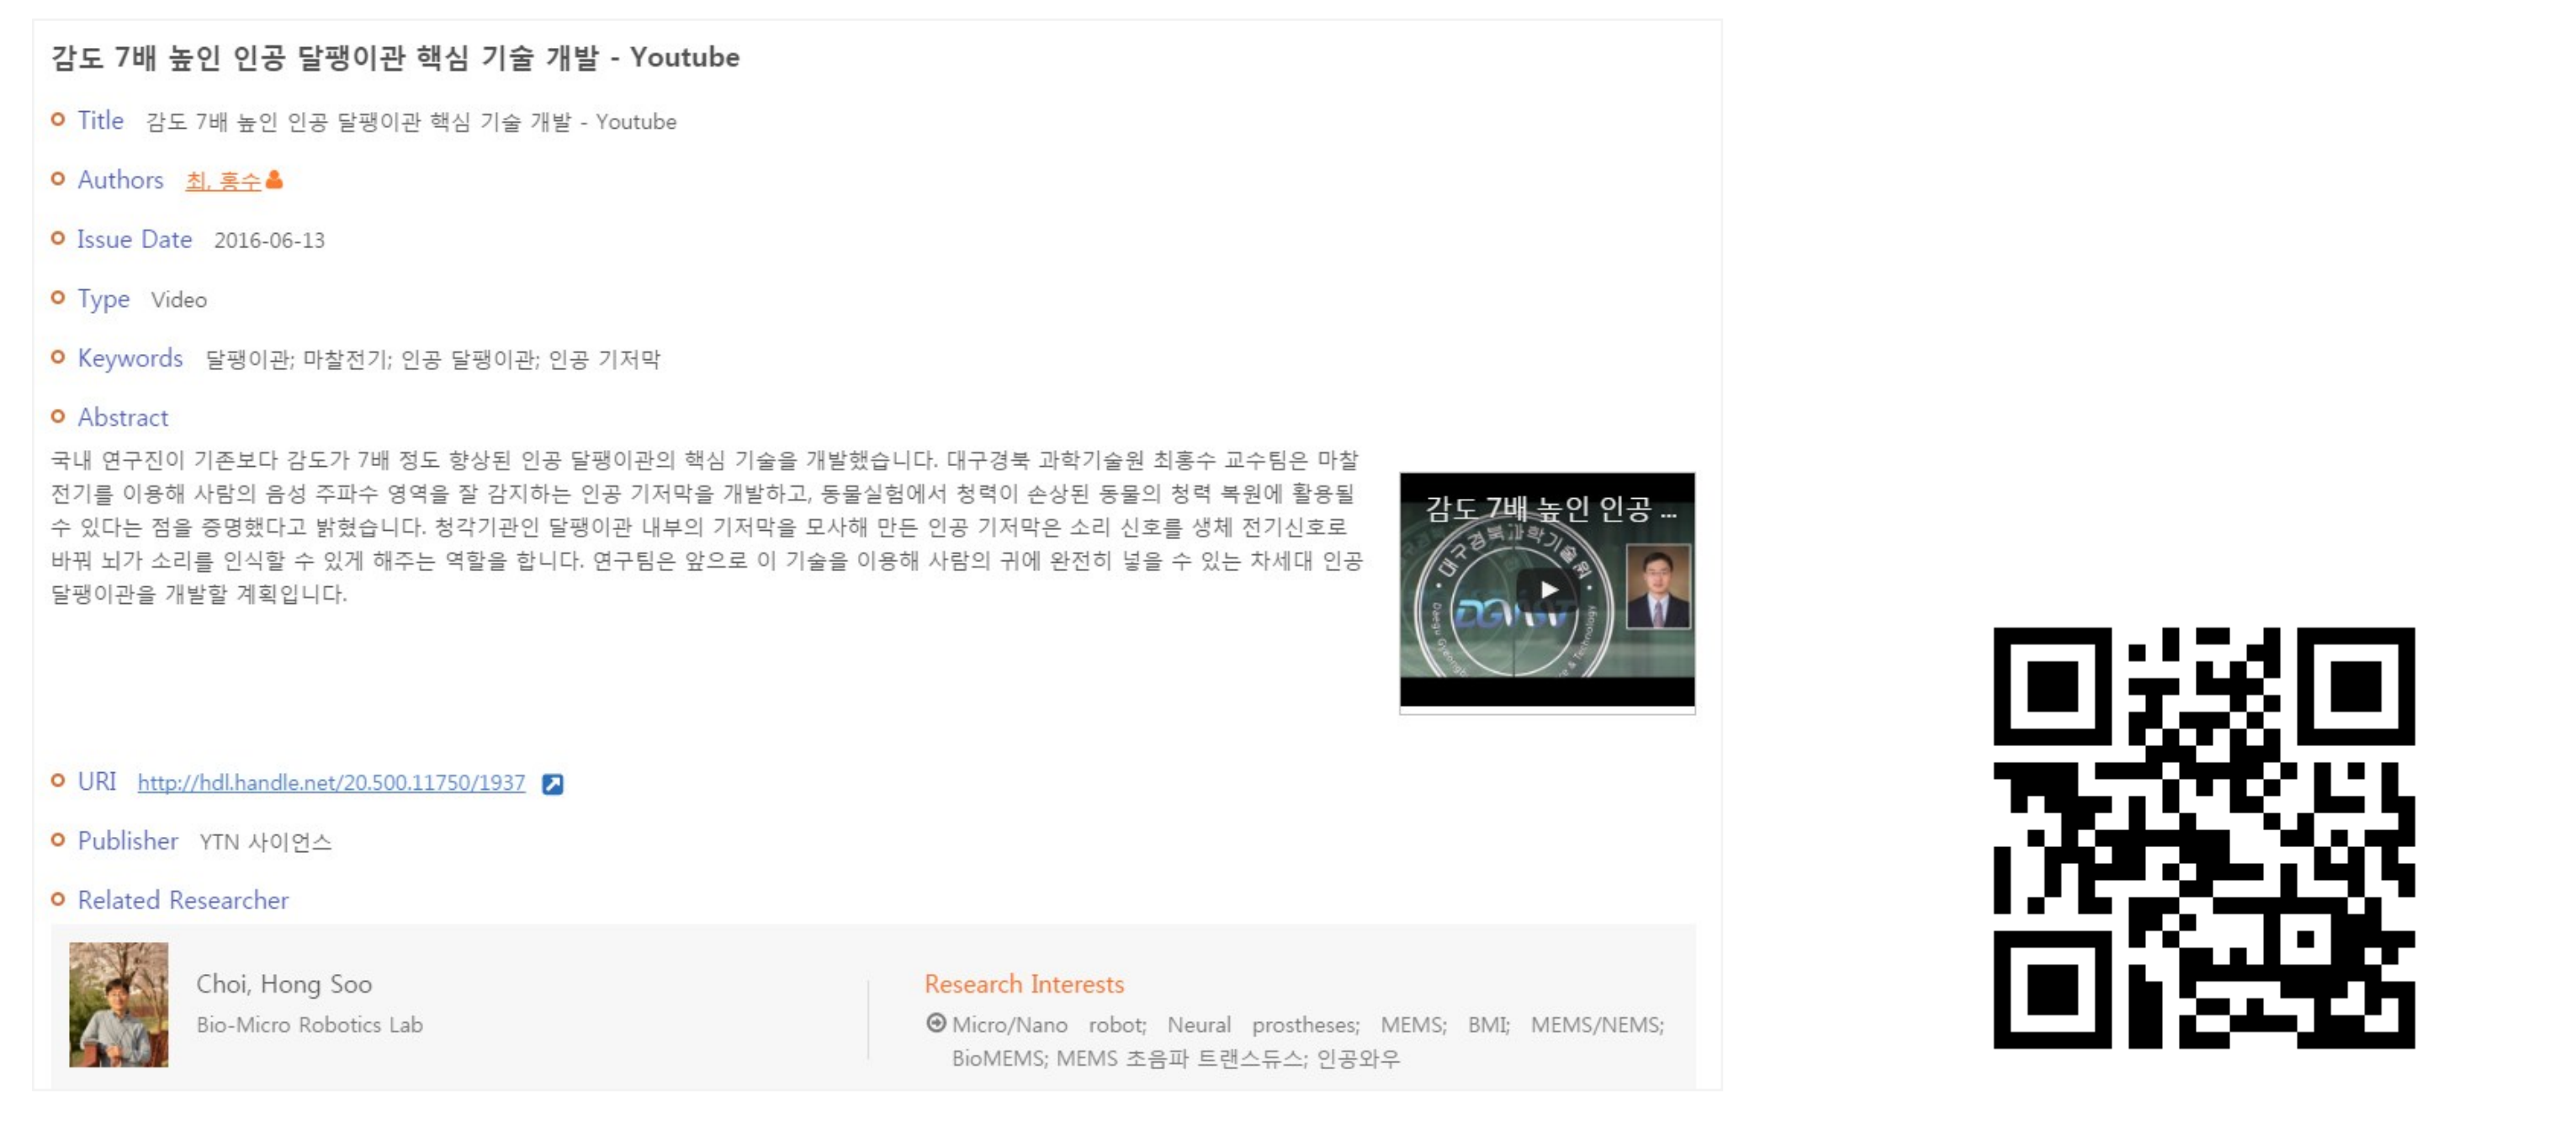 감도 7배 높인 인공 달팽이관 핵심 기술 개발 - Youtube
Title 감도 7배 높인 인공 달팽이관 핵심 기술 개발 - Youtube
Authors 최, 홍수
Issue Date 2016-06-13
Type Video
Keywords 달팽이관; 마찰전기; 인공 달팽이관; 인공 기저막
Abstract
국내 연구진이 기존보다 감도가 7배 정도 향상된 인공 달팽이관의 핵심 기술을 개발했습니다. 대구경북 과학기술원 최홍수 교수팀은 마찰
전기를 이용해 사람의 음성 주파수 영역을 잘 감지하는 인공 기저막을 개발하고, 동물실험에서 청력이 손상된 동물의 청력 복원에 활용될
수 있다는 점을 증명했다고 밝혔습니다. 청각기관인 달팽이관 내부의 기저막을 모사해 만든 인공 기저막은 소리 신호를 생체 전기신호로
바꿔 뇌가 소리를 인식할 수 있게 해주는 역할을 합니다. 연구팀은 앞으로 이 기술을 이용해 사람의 귀에 완전히 넣을 수 있는 차세대 인공
달팽이관을 개발할 계획입니다.
감도 7배 높인 인공 ...
대구경북과학기술원
DGIST
Daegu
& Technology
URI http://hdl.handle.net/20.500.11750/1937
Publisher YTN 사이언스
Related Researcher
Choi, Hong Soo
Bio-Micro Robotics Lab
Research Interests
Micro/Nano robot; Neural prostheses; MEMS; BMI; MEMS/NEMS;
BioMEMS; MEMS 초음파 트랜스듀스; 인공와우